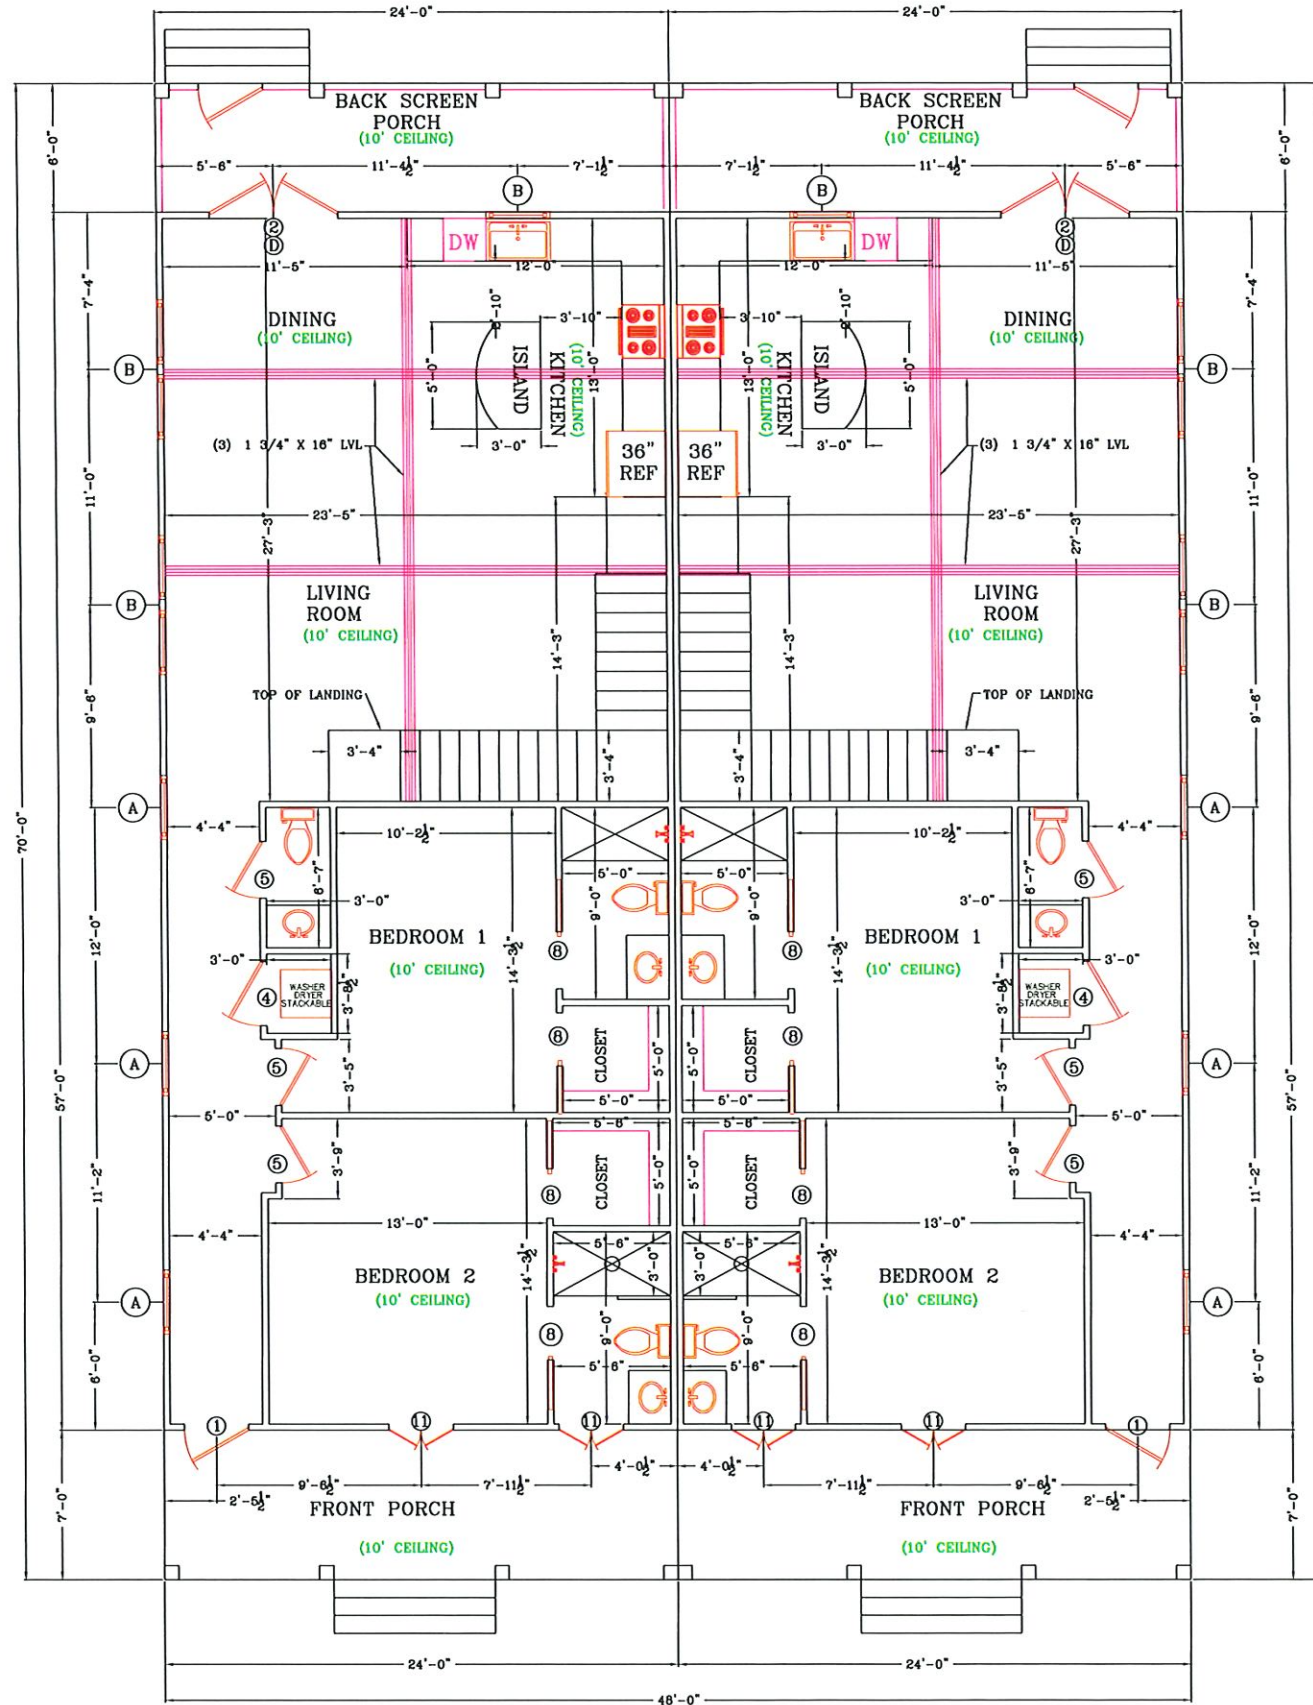 24'-0" 24'-0"
BACK SCREEN
PORCH
(10' CEILING)
BACK SCREEN
PORCH
(10' CEILING)
6'-0" 6'-0"
5'-6" 11'-4½" 7'-1½" 7'-1½" 11'-4½" 5'-6"
B B
2 2
D D
DW DW
11'-5" 12'-0" 12'-0" 11'-5"
7'-4" 7'-4"
DINING
(10' CEILING)
DINING
(10' CEILING)
3'-10" 3'-10"
5'-0" ISLAND KITCHEN (10' CEILING) 13'-0"
13'-0" (10' CEILING) KITCHEN ISLAND 5'-0"
B B
3'-0" 3'-0"
(3) 1 3/4" X 16" LVL (3) 1 3/4" X 16" LVL
36"
REF
36"
REF
11'-0" 11'-0"
23'-5" 23'-5"
27'-3" 27'-3"
LIVING
ROOM
(10' CEILING)
LIVING
ROOM
(10' CEILING)
B B
14'-3" 14'-3"
9'-6" 9'-6"
TOP OF LANDING TOP OF LANDING
3'-4" 3'-4" 3'-4" 3'-4"
A A
4'-4" 10'-2½" 10'-2½" 4'-4"
70'-0"
5 6'-7" 5'-0" 5'-0" 6'-7" 5
3'-0" 9'-0" 9'-0" 3'-0"
BEDROOM 1
(10' CEILING)
BEDROOM 1
(10' CEILING)
8 8
12'-0" 12'-0"
3'-0" 14'-3½" 14'-3½" 3'-0"
4 WASHER
DRYER
STACKABLE
3'-8½"
3'-8½"
WASHER
DRYER
STACKABLE
4
8 8
CLOSET 5'-0" 5'-0" CLOSET
A A
5 3'-5" 3'-5" 5
57'-0" 57'-0"
5'-0" 5'-0" 5'-0" 5'-0"
5'-8" 5'-8"
5 3'-9" 3'-9" 5
CLOSET 5'-0" 5'-0" CLOSET
11'-2" 11'-2"
8 8
4'-4" 13'-0" 13'-0" 4'-4"
5'-6" 5'-6"
14'-3½" 3'-0" 3'-0" 14'-3½"
BEDROOM 2
(10' CEILING)
BEDROOM 2
(10' CEILING)
A A
8 9'-0" 9'-0" 8
5'-6" 5'-6"
6'-0" 6'-0"
1 11 11 11 11 1
4'-0½" 4'-0½"
9'-6½" 7'-11½" 7'-11½" 9'-6½"
2'-5½" 2'-5½"
FRONT PORCH
(10' CEILING)
FRONT PORCH
(10' CEILING)
7'-0" 7'-0"
24'-0" 24'-0"
48'-0"